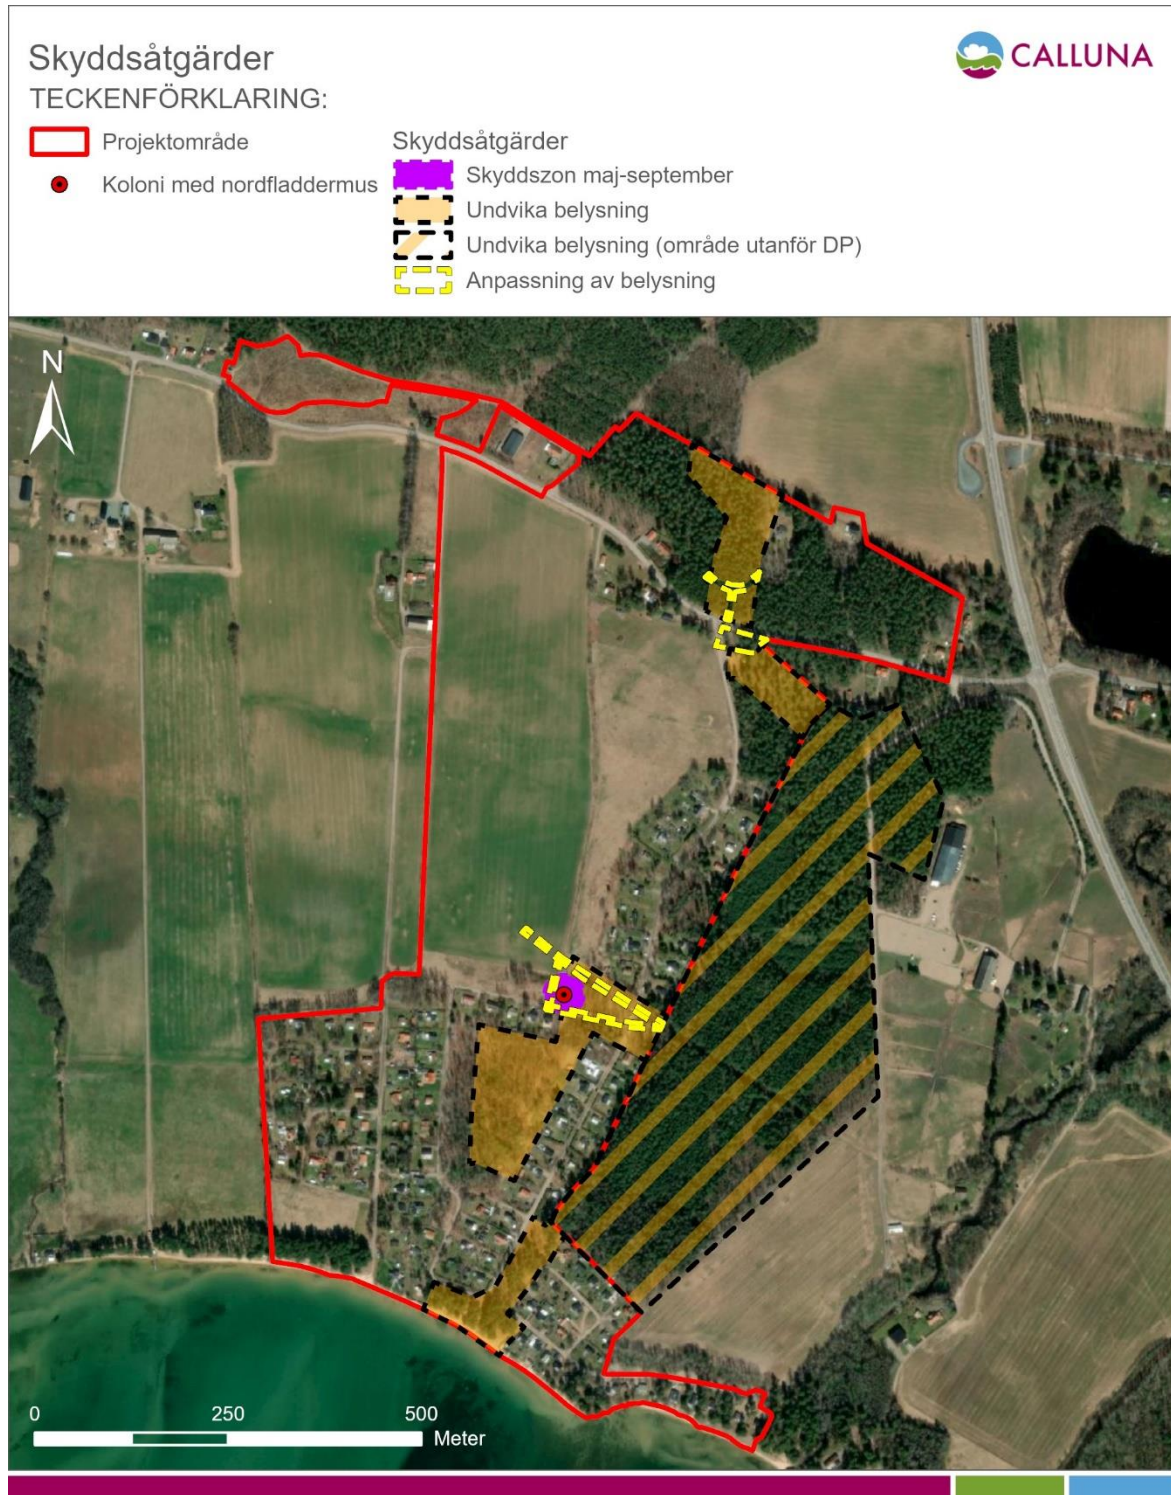 Skyddsåtgärder
CALLUNA
TECKENFÖRKLARING:
Projektområde
Koloni med nordfladdermus
Skyddsåtgärder
Skyddszon maj-september
Undvika belysning
Undvika belysning (område utanför DP)
Anpassning av belysning
N
0 250 500
Meter